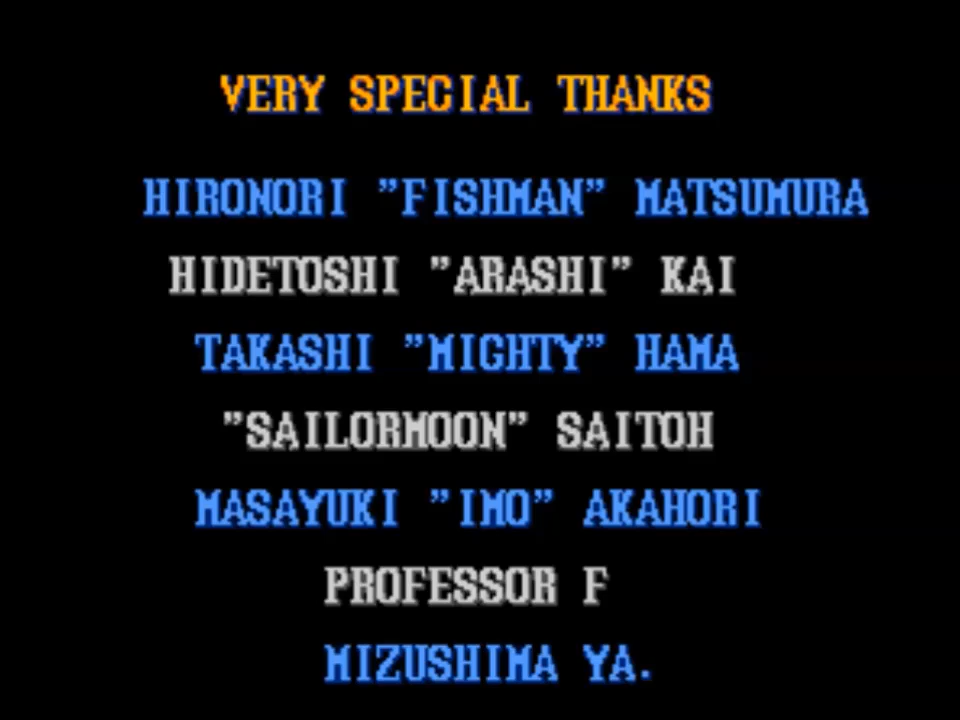 VERY SPECIAL THANKS
HIRONORI ”FISHMAN” MATSUMURA
HIDETOSHI ”ARASHI” KAI
TAKASHI ”MIGHTY” HAMA
”SAILORMOON” SAITOH
MASAYUKI ”IMO” AKAHORI
PROFESSOR F
MIZUSHIMA YA.